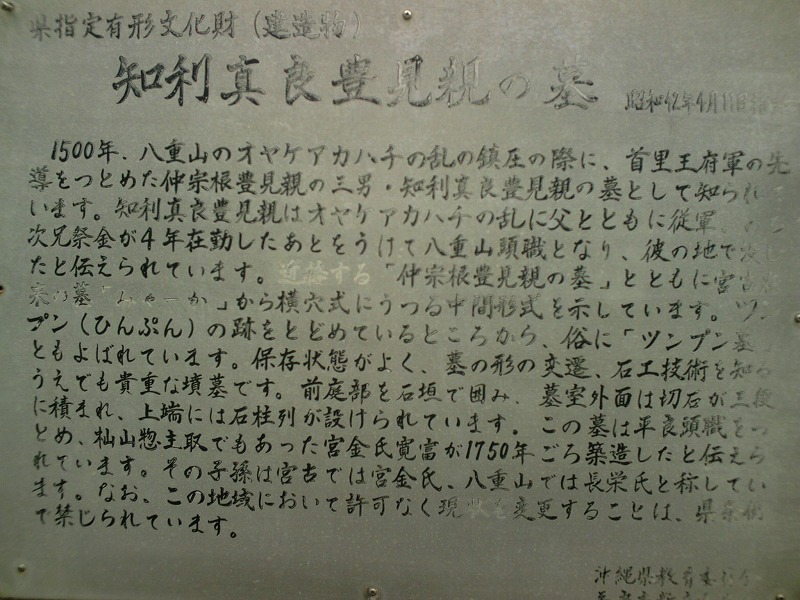 県指定有形文化財（建造物）
知利真良豊見親の墓 昭和42年4月11日指
1500年、八重山のオヤケアカハチの乱の鎮圧の際に、首里王府軍の先
導をつとめた仲宗根豊見親の三男・知利真良豊見親の墓として知られて
います。知利真良豊見親はオヤケアカハチの乱に父とともに従軍、
次兄祭金が4年在勤したあとをうけて八重山頭職となり、彼の地で
たと伝えられています。近接する「仲宗根豊見親の墓」とともに宮古
の墓「みゃーか」から横穴式にうつる中間形式を示しています。ツン
プン（ひんぷん）の跡をとどめているところから、俗に「ツンプン墓
ともよばれています。保存状態がよく、墓の形の変遷、石工技術を知る
うえでも貴重な墳墓です。前庭部を石垣で囲み、墓室外面は切石が三段
に積まれ、上端には石柱列が設けられています。この墓は平良頭職をつ
とめ、杣山惣主取でもあった宮金氏寛富が1750年ごろ築造したと伝えら
れています。その子孫は宮古では宮金氏、八重山では長栄氏と称してい
ます。なお、この地域において許可なく現状を変更することは、県条例
で禁じられています。
沖縄県教育委員会